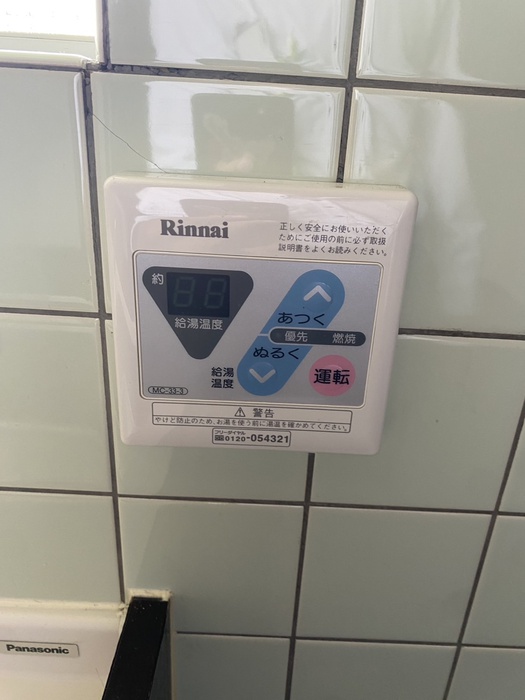 Rinnai
正しく安全にお使いいただく
ためにご使用の前に必ず取扱
説明書をよくお読みください。
約
給湯温度
あつく
優先 燃焼
ぬるく
給湯
温度
運転
MC-33-3
⚠ 警告
やけど防止のため、お湯を使う前に湯温を確かめてください。
フリーダイヤル
0120-054321
Panasonic